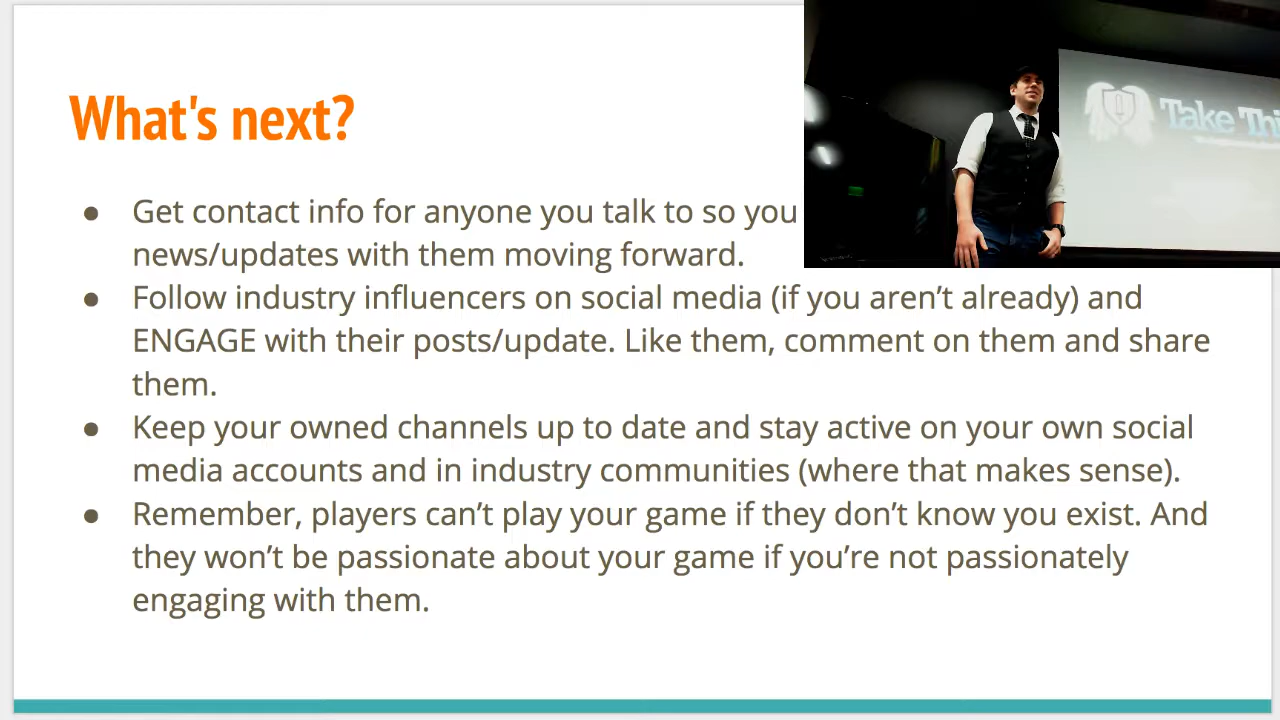 What's next?
● Get contact info for anyone you talk to so you
news/updates with them moving forward.
● Follow industry influencers on social media (if you aren't already) and
ENGAGE with their posts/update. Like them, comment on them and share
them.
● Keep your owned channels up to date and stay active on your own social
media accounts and in industry communities (where that makes sense).
● Remember, players can't play your game if they don't know you exist. And
they won't be passionate about your game if you're not passionately
engaging with them.
Take Thi